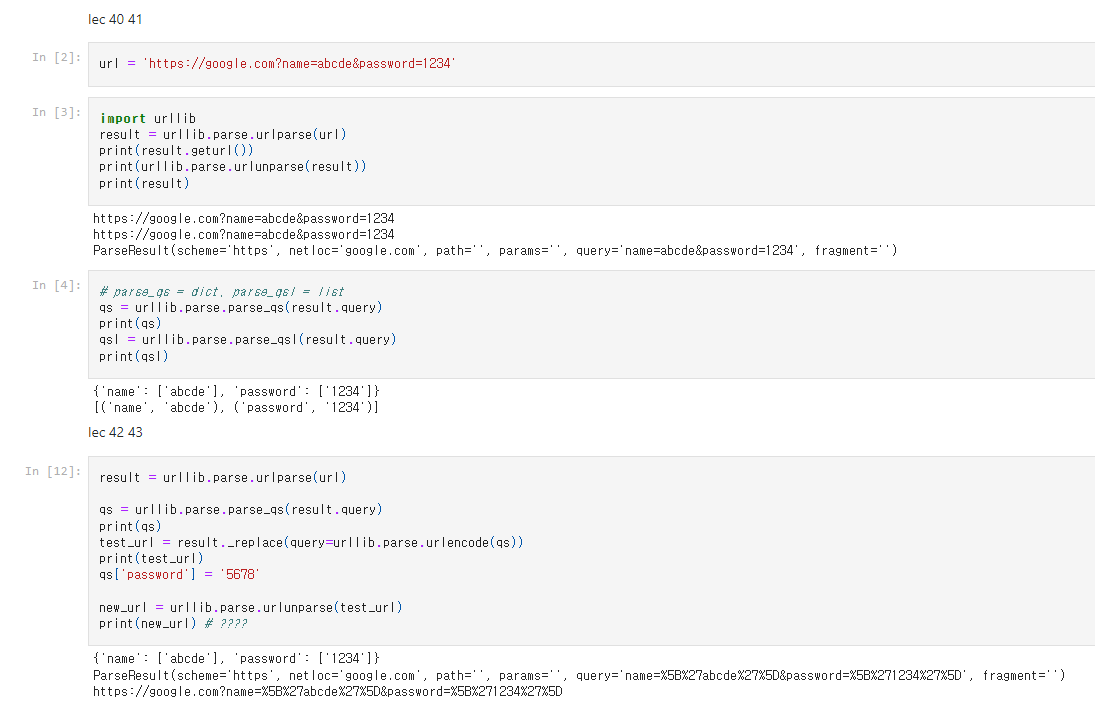 lec 40 41
In [2]:
url = 'https://google.com?name=abcde&password=1234'
In [3]:
import urllib
result = urllib.parse.urlparse(url)
print(result.geturl())
print(urllib.parse.urlunparse(result))
print(result)
https://google.com?name=abcde&password=1234
https://google.com?name=abcde&password=1234
ParseResult(scheme='https', netloc='google.com', path='', params='', query='name=abcde&password=1234', fragment='')
In [4]:
# parse_qs = dict, parse_qsl = list
qs = urllib.parse.parse_qs(result.query)
print(qs)
qsl = urllib.parse.parse_qsl(result.query)
print(qsl)
{'name': ['abcde'], 'password': ['1234']}
[('name', 'abcde'), ('password', '1234')]
lec 42 43
In [12]:
result = urllib.parse.urlparse(url)
qs = urllib.parse.parse_qs(result.query)
print(qs)
test_url = result._replace(query=urllib.parse.urlencode(qs))
print(test_url)
qs['password'] = '5678'
new_url = urllib.parse.urlunparse(test_url)
print(new_url) # ????
{'name': ['abcde'], 'password': ['1234']}
ParseResult(scheme='https', netloc='google.com', path='', params='', query='name=%5B%27abcde%27%5D&password=%5B%271234%27%5D', fragment='')
https://google.com?name=%5B%27abcde%27%5D&password=%5B%271234%27%5D